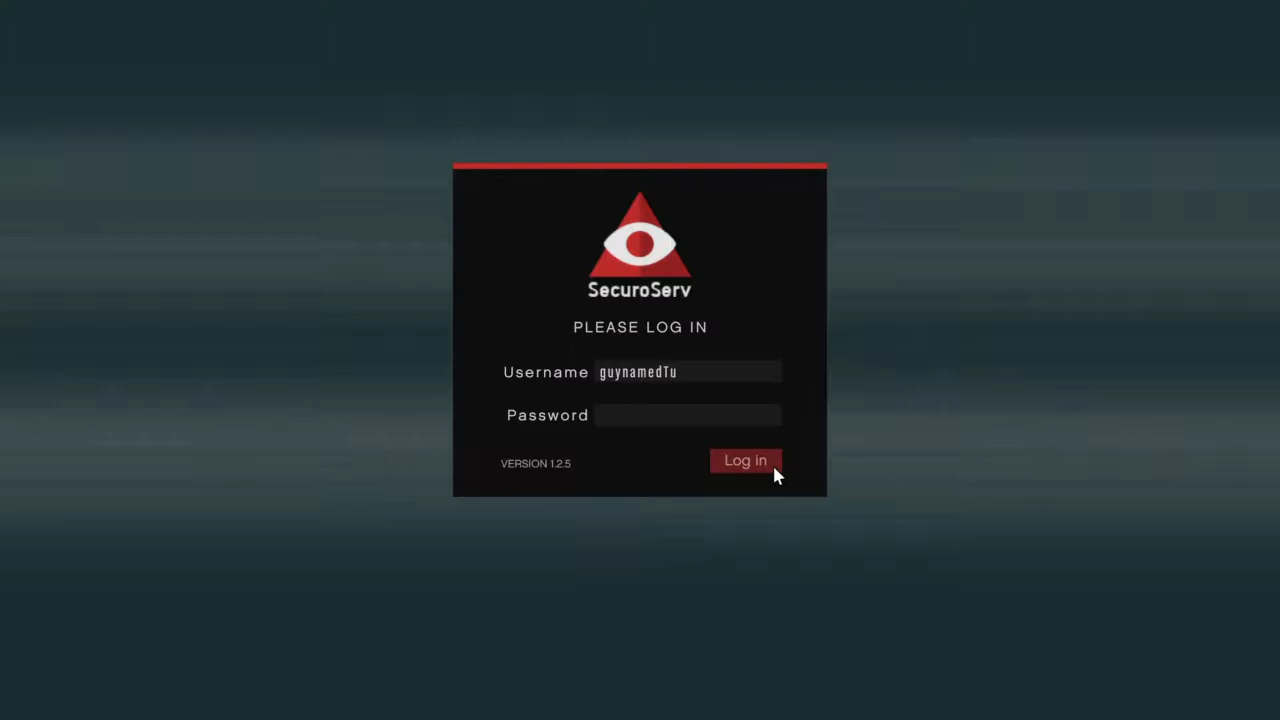 SecuroServ
PLEASE LOG IN
Username guynamedTu
Password
VERSION 1.2.5
Log in